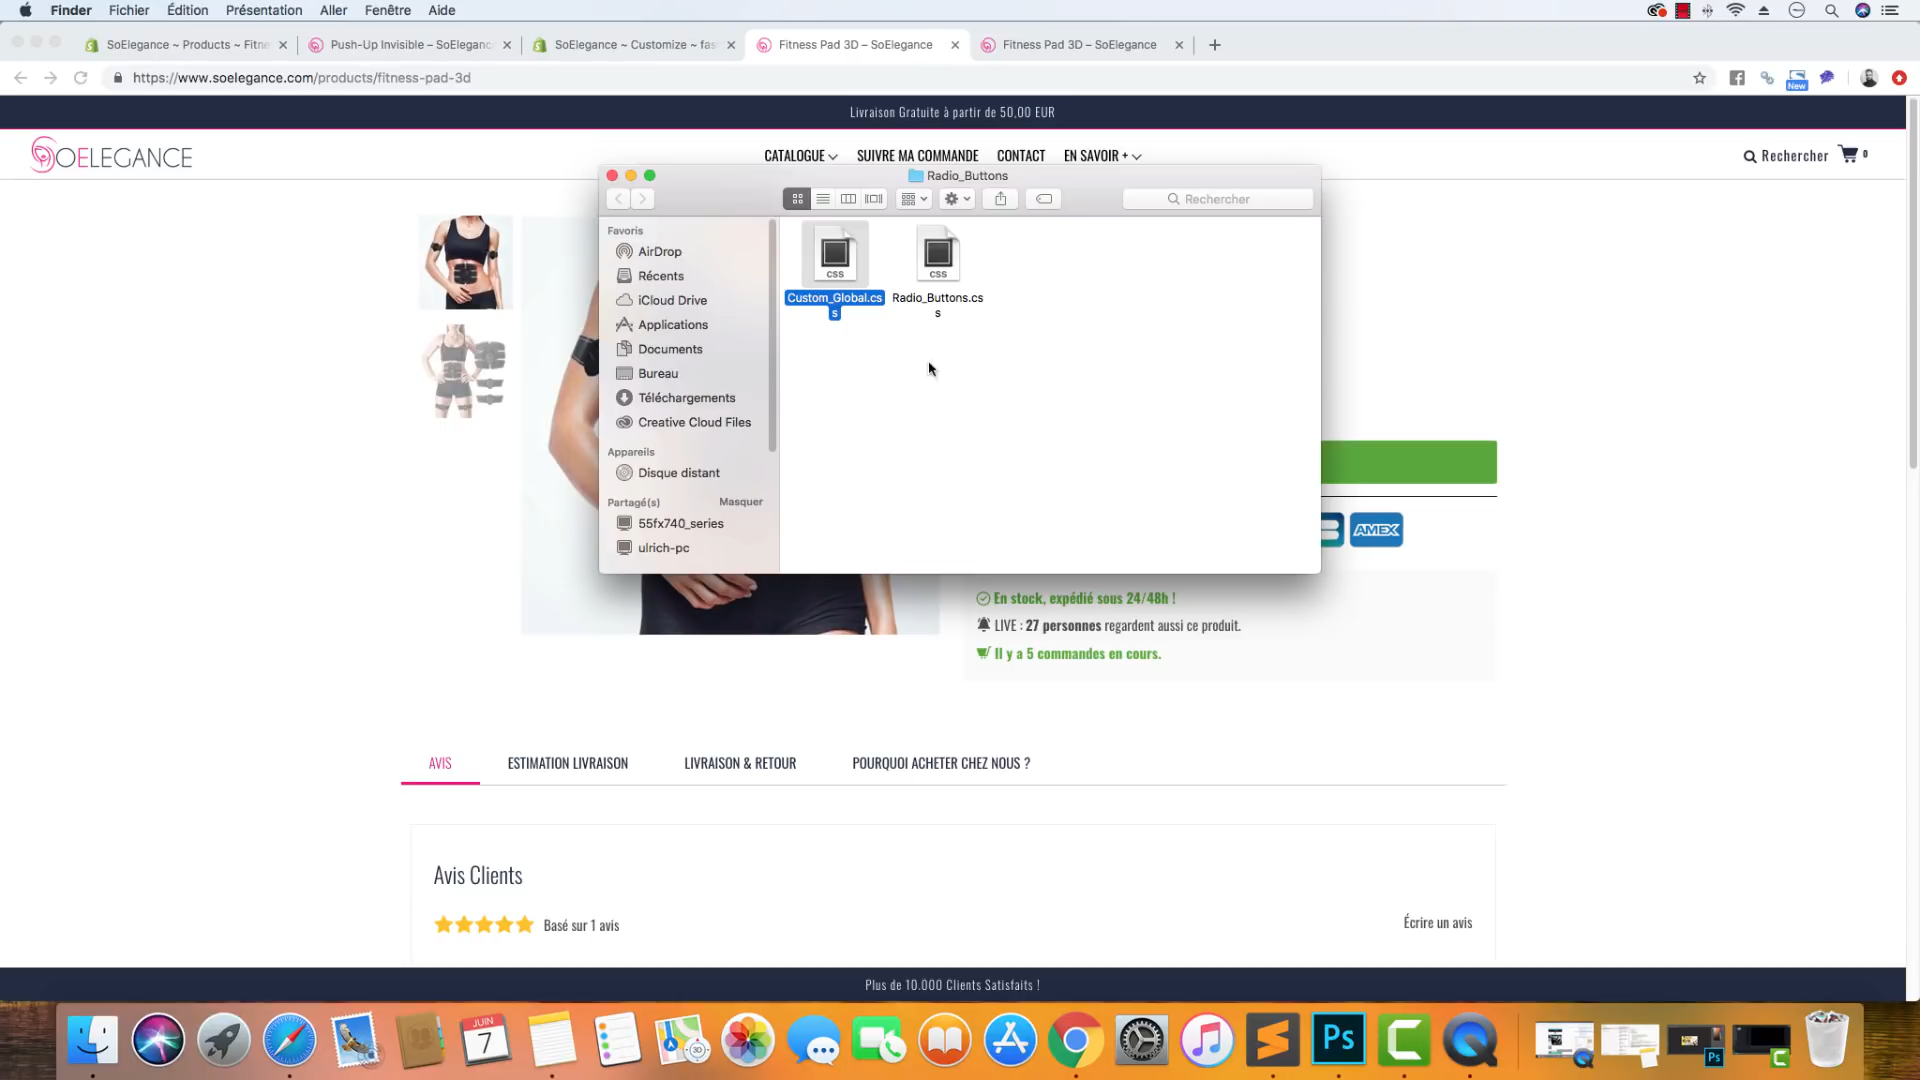 Finder Fichier Édition Présentation Aller Fenêtre Aide
SoElegance ~ Products ~ Fitne Push-Up Invisible – SoEleganc SoElegance ~ Customize ~ fas Fitness Pad 3D – SoElegance Fitness Pad 3D – SoElegance
https://www.soelegance.com/products/fitness-pad-3d
New
Livraison Gratuite à partir de 50,00 EUR
SOELEGANCE
CATALOGUE SUIVRE MA COMMANDE CONTACT EN SAVOIR +
Rechercher 0
Radio_Buttons
Rechercher
Favoris
AirDrop
Récents
iCloud Drive
Applications
Documents
Bureau
Téléchargements
Creative Cloud Files
Appareils
Disque distant
Partagé(s) Masquer
55fx740_series
ulrich-pc
CSS CSS
Custom_Global.cs Radio_Buttons.cs
s s
AMEX
En stock, expédié sous 24/48h !
LIVE : 27 personnes regardent aussi ce produit.
Il y a 5 commandes en cours.
AVIS ESTIMATION LIVRAISON LIVRAISON & RETOUR POURQUOI ACHETER CHEZ NOUS ?
Avis Clients
Basé sur 1 avis
Écrire un avis
Plus de 10.000 Clients Satisfaits !
JUIN
7
Ps
Ps